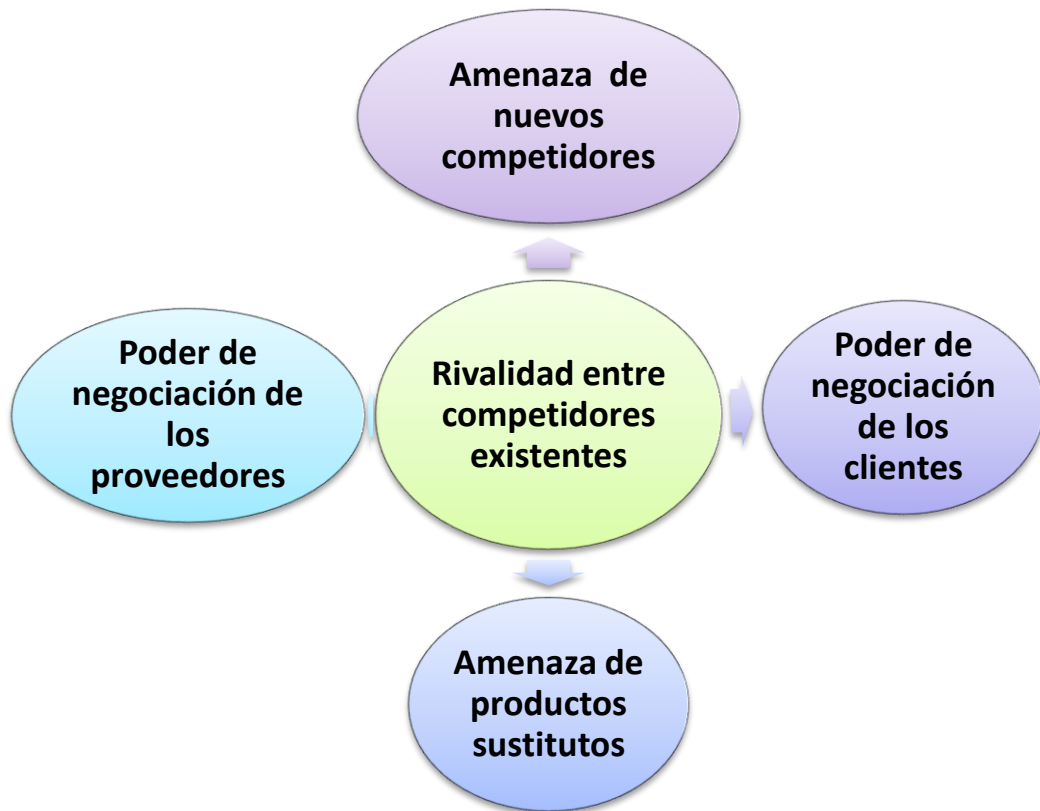 Amenaza de
nuevos
competidores
Poder de
negociación de
los
proveedores
Rivalidad entre
competidores
existentes
Poder de
negociación
de los
clientes
Amenaza de
productos
sustitutos